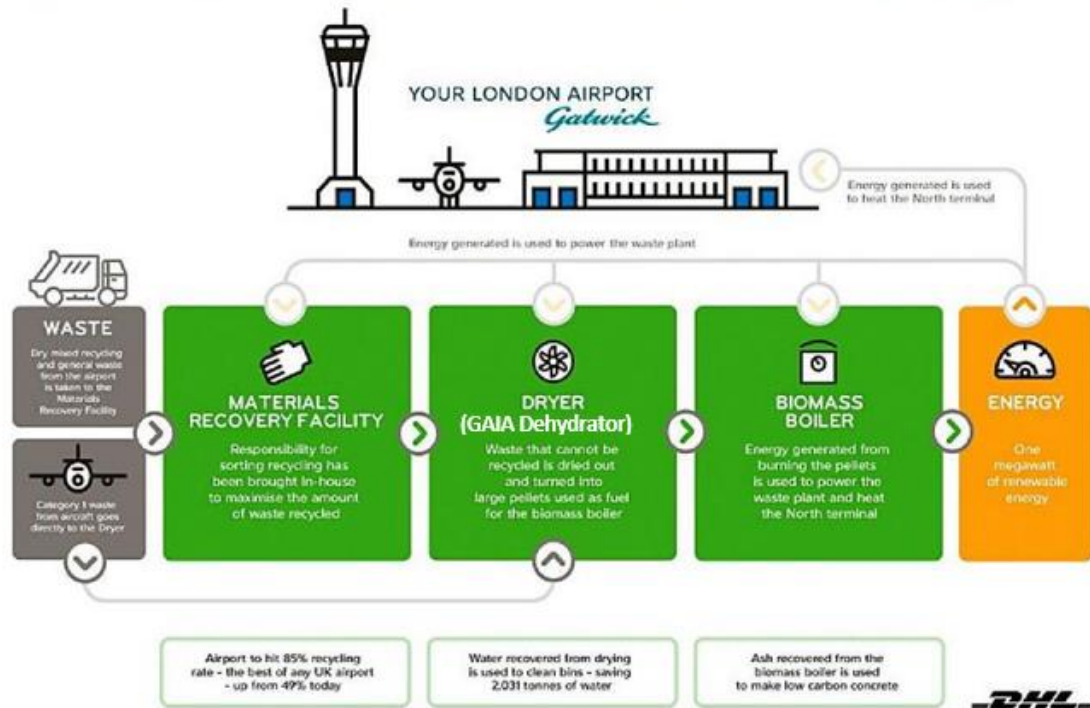 YOUR LONDON AIRPORT
Gatwick
Energy generated is used
to heat the North terminal
Energy generated is used to power the waste plant
WASTE
Dry mixed recycling
and general waste
from the airport
is taken to the
Materials
Recovery Facility
Category 1 waste
from aircraft goes
directly to the Dryer
MATERIALS
RECOVERY FACILITY
Responsibility for
sorting recycling has
been brought in-house
to maximise the amount
of waste recycled
DRYER
(GAIA Dehydrator)
Waste that cannot be
recycled is dried out
and turned into
large pellets used as fuel
for the biomass boiler
BIOMASS
BOILER
Energy generated from
burning the pellets
is used to power the
waste plant and heat
the North terminal
ENERGY
One
megawatt
of renewable
energy
Airport to hit 85% recycling
rate - the best of any UK airport
- up from 49% today
Water recovered from drying
is used to clean bins - saving
2,031 tonnes of water
Ash recovered from the
biomass boiler is used
to make low carbon concrete
DHL